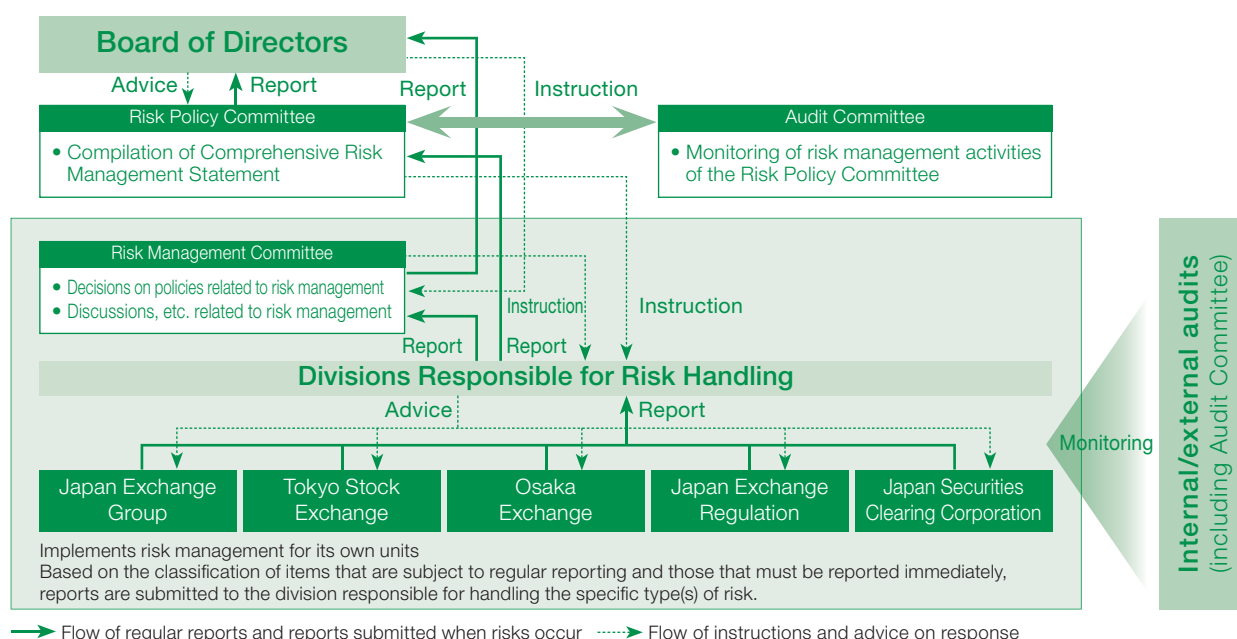 Board of Directors
Advice
Report
Report
Instruction
Risk Policy Committee
• Compilation of Comprehensive Risk
Management Statement
Audit Committee
• Monitoring of risk management activities
of the Risk Policy Committee
Risk Management Committee
• Decisions on policies related to risk management
• Discussions, etc. related to risk management
Instruction
Instruction
Report
Report
Divisions Responsible for Risk Handling
Advice
Report
Japan Exchange
Group
Tokyo Stock
Exchange
Osaka
Exchange
Japan Exchange
Regulation
Japan Securities
Clearing Corporation
Implements risk management for its own units
Based on the classification of items that are subject to regular reporting and those that must be reported immediately,
reports are submitted to the division responsible for handling the specific type(s) of risk.
Monitoring
Internal/external audits
(including Audit Committee)
Flow of regular reports and reports submitted when risks occur
Flow of instructions and advice on response